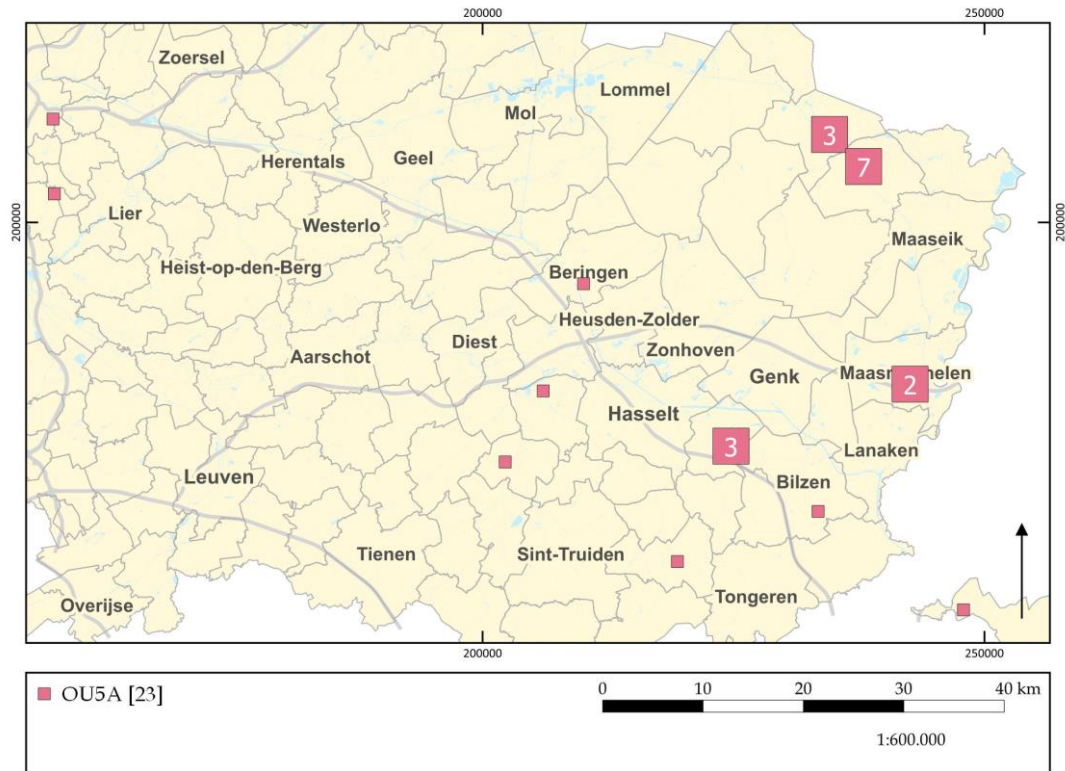 200000
250000
Zoersel
Lommel
Mol
3
Geel
Herentals
7
Lier
Westerlo
200000
200000
Maaseik
Heist-op-den-Berg
Beringen
Heusden-Zolder
Diest
Zonhoven
Aarschot
Genk
Maasmechelen
2
Hasselt
3
Lanaken
Leuven
Bilzen
Tienen
Sint-Truiden
Tongeren
Overijse
200000
250000
OU5A [23]
0 10 20 30 40 km
1:600.000